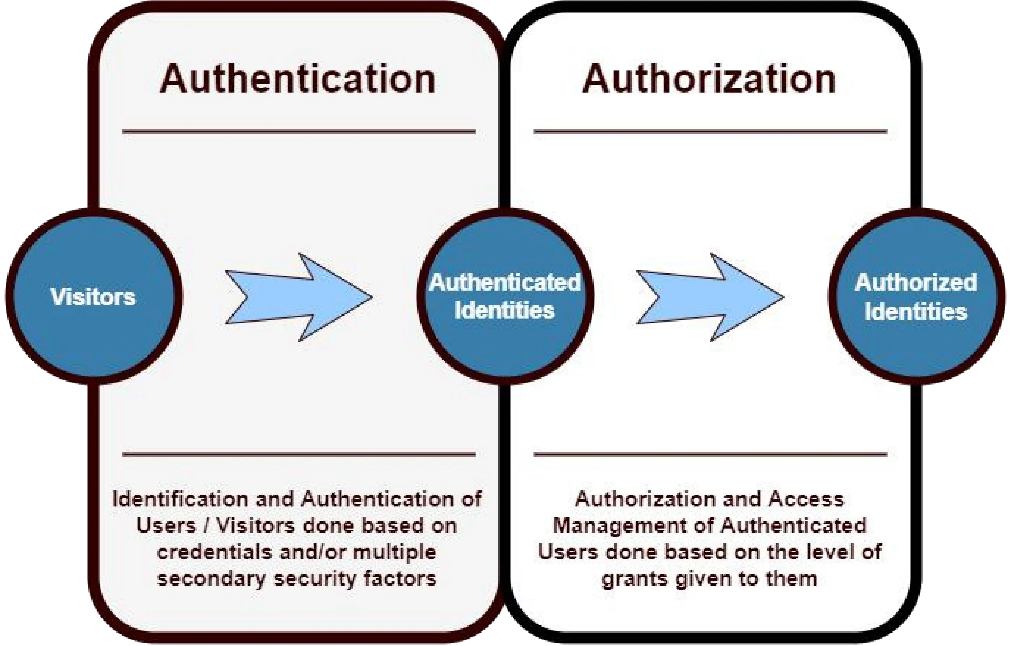 Authentication
Authorization
Visitors
Authenticated
Identities
Authorized
Identities
Identification and Authentication of
Users / Visitors done based on
credentials and/or multiple
secondary security factors
Authorization and Access
Management of Authenticated
Users done based on the level of
grants given to them